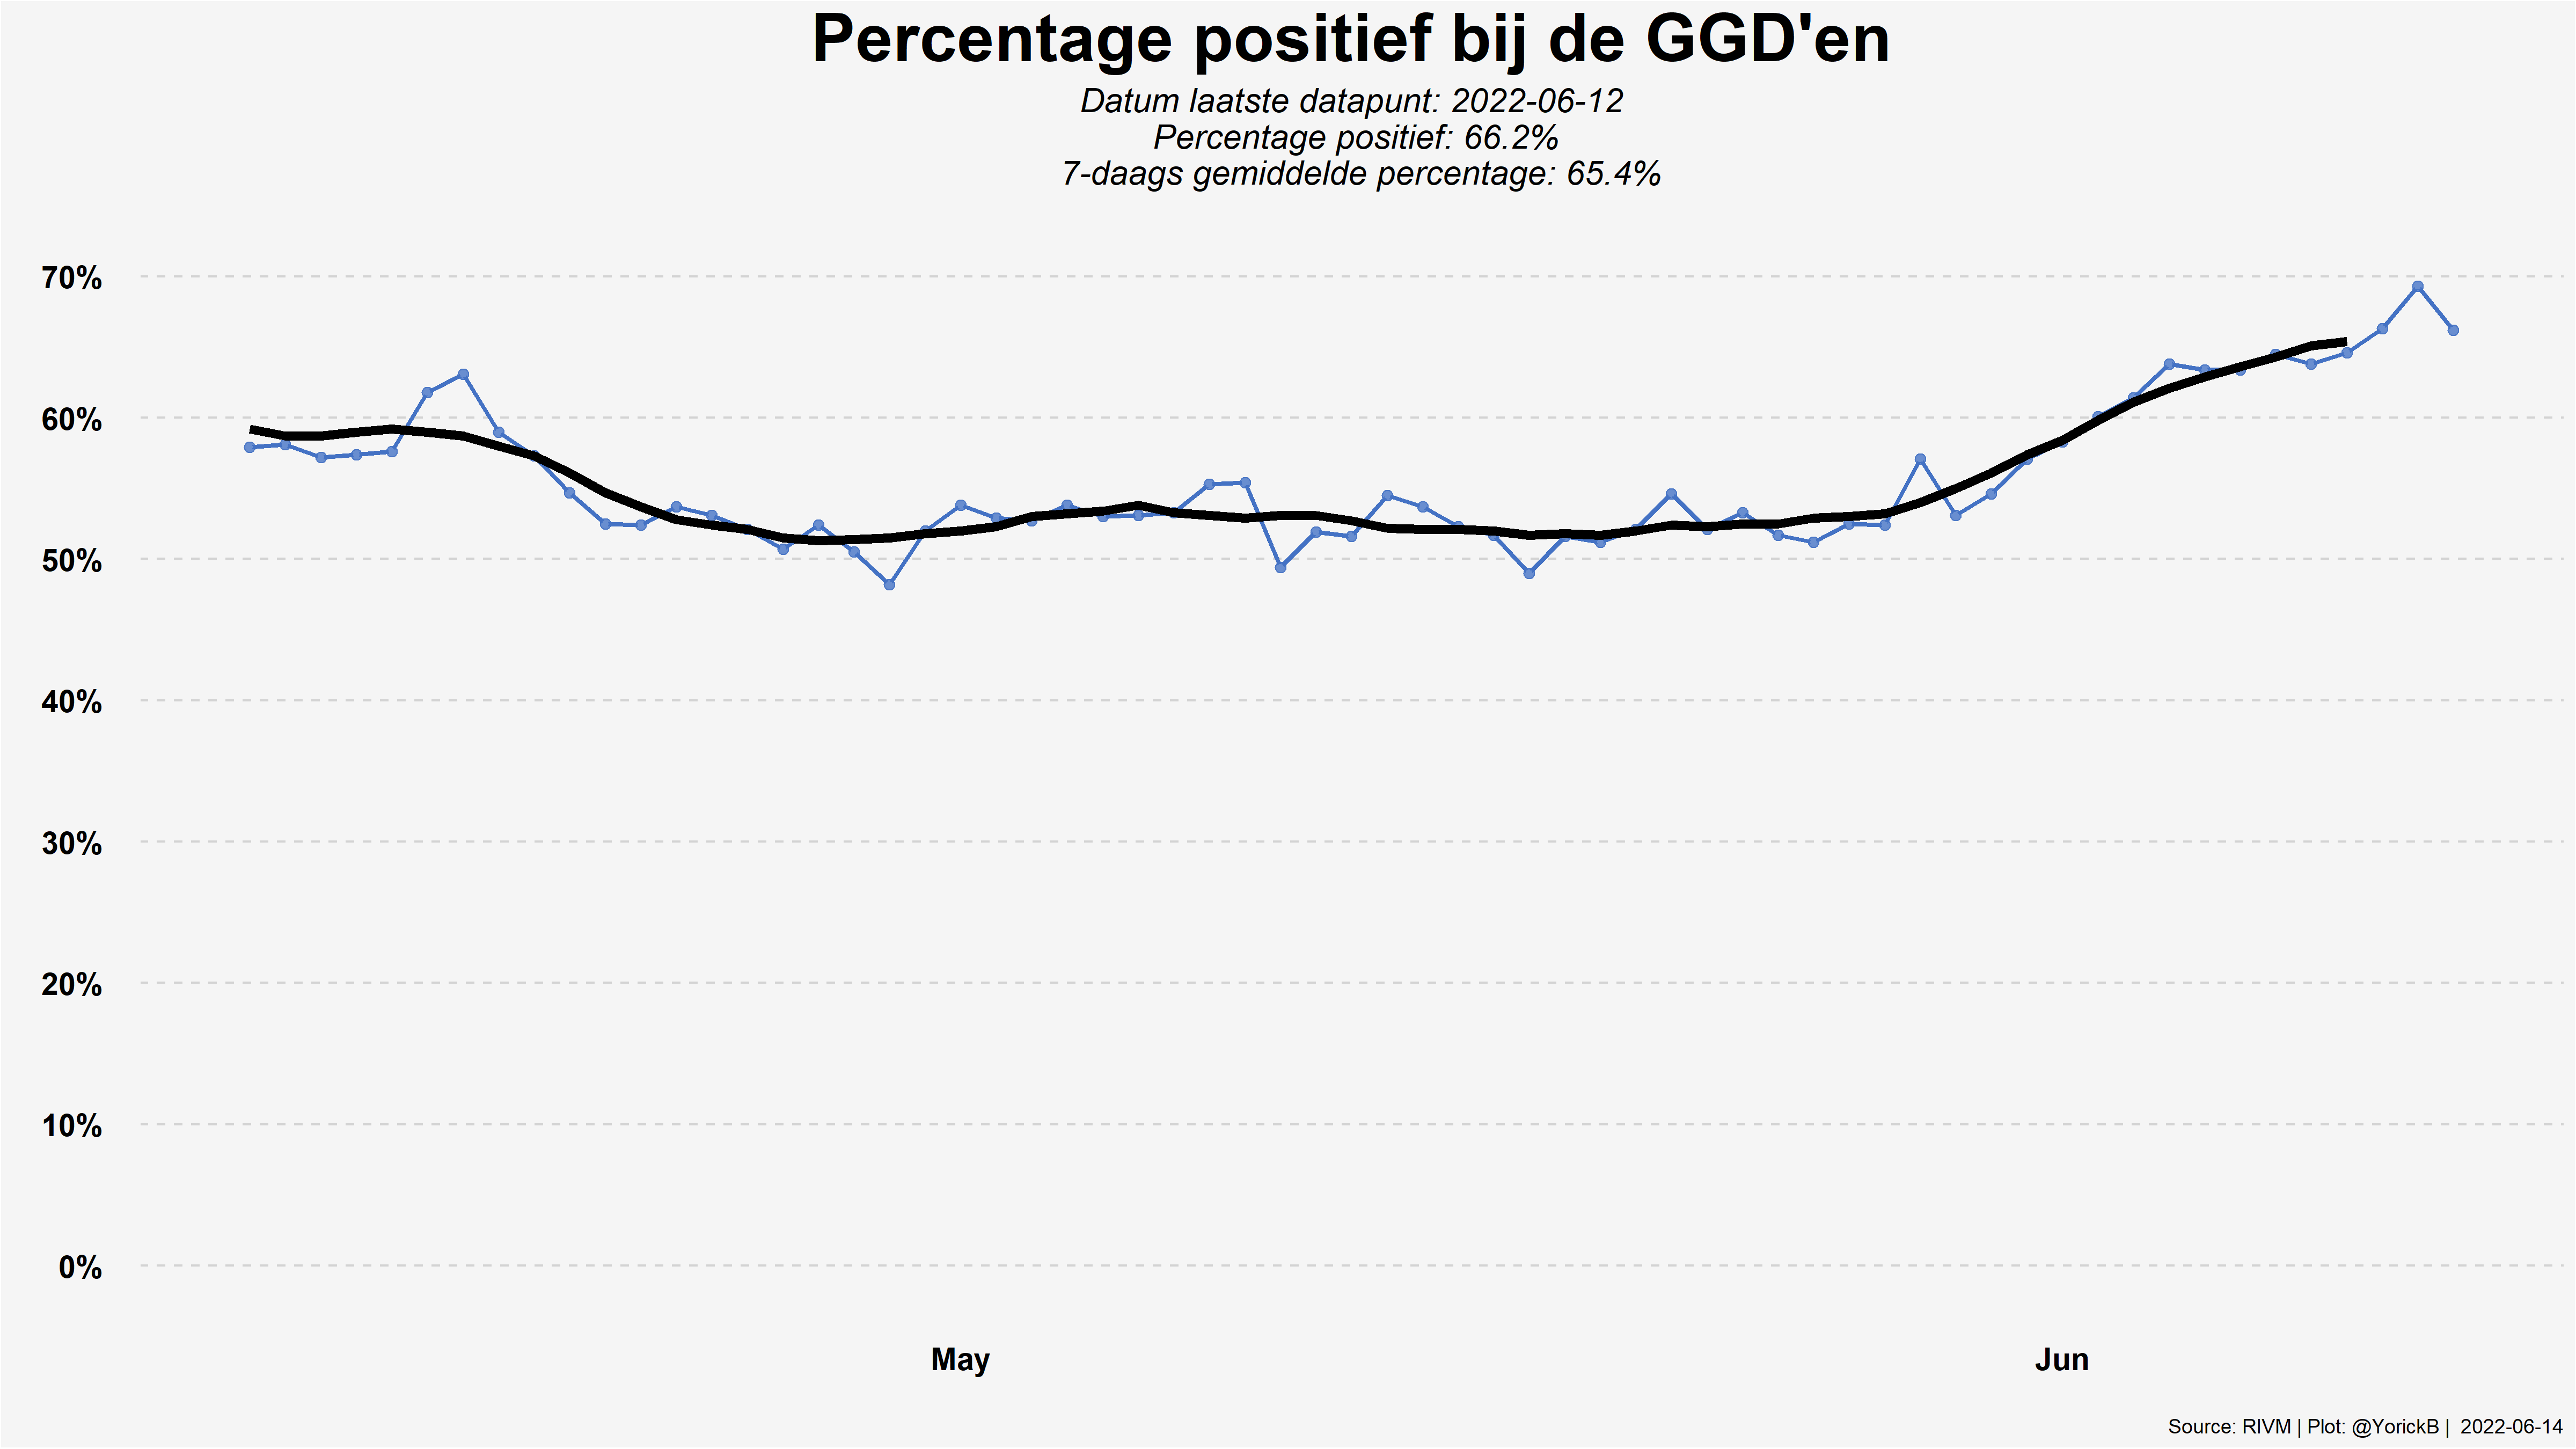 Percentage positief bij de GGD'en
Datum laatste datapunt: 2022-06-12
Percentage positief: 66.2%
7-daags gemiddelde percentage: 65.4%
70%
60%
50%
40%
30%
20%
10%
0%
May Jun
Source: RIVM | Plot: @YorickB | 2022-06-14